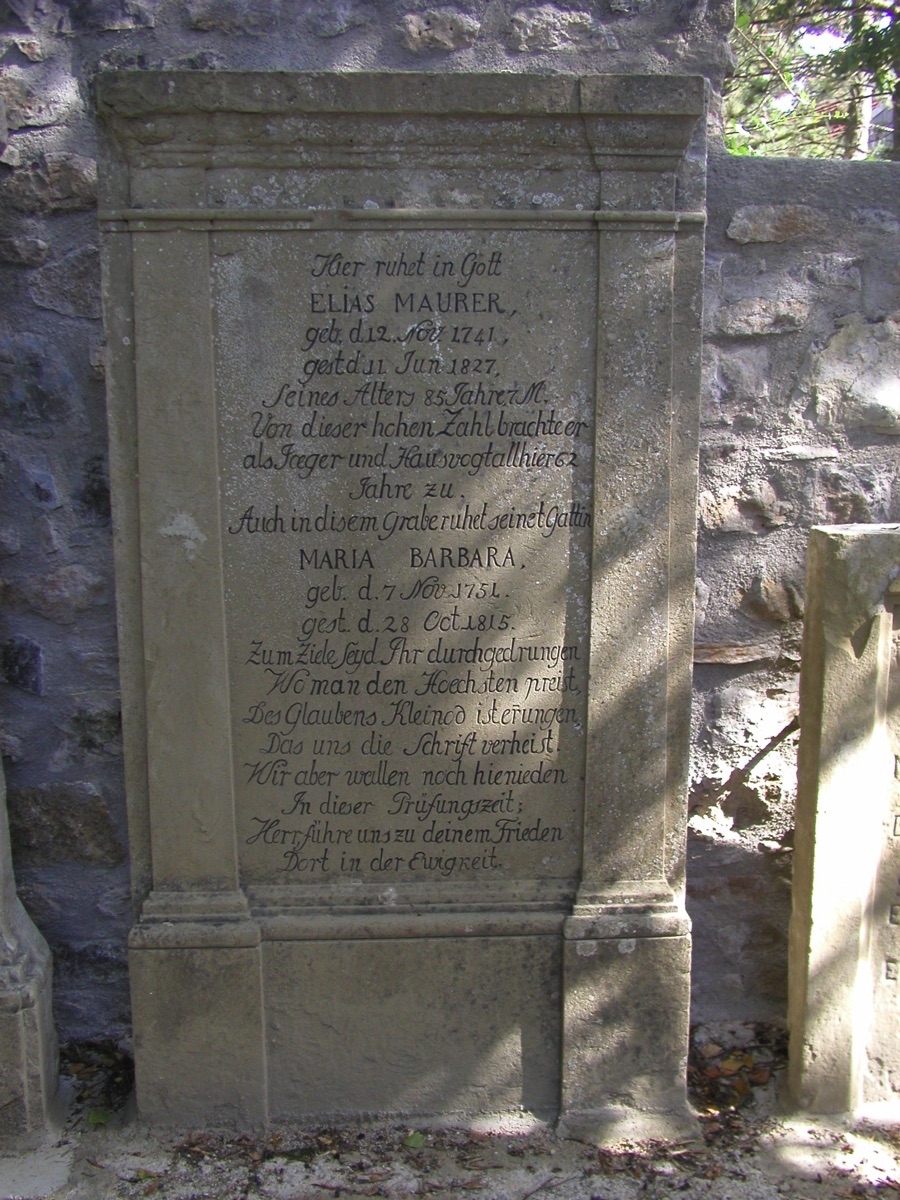 Hier ruhet in Gott
ELIAS MAURER,
geb. d. 12. Nov. 1741,
gest. d. 11 Jun 1827,
Seines Alters 85 Jahre, 7 M.
Von dieser hohen Zahl brachte er
als Jaeger und Hausvogt allhier 62
Jahre zu.
Auch in disem Grabe ruhet seine t Gattin
MARIA BARBARA,
geb. d. 7 Nov. 1751.
gest. d. 28 Oct. 1815.
Zum Ziele seyd Ihr durchgedrungen
Wo man den Hoechsten preist,
Des Glaubens Kleinod ist erungen,
Das uns die Schrift verheist.
Wir aber wallen noch hienieden
In dieser Prüfungszeit;
Herr, führe uns zu deinem Frieden
Dort in der Ewigkeit.